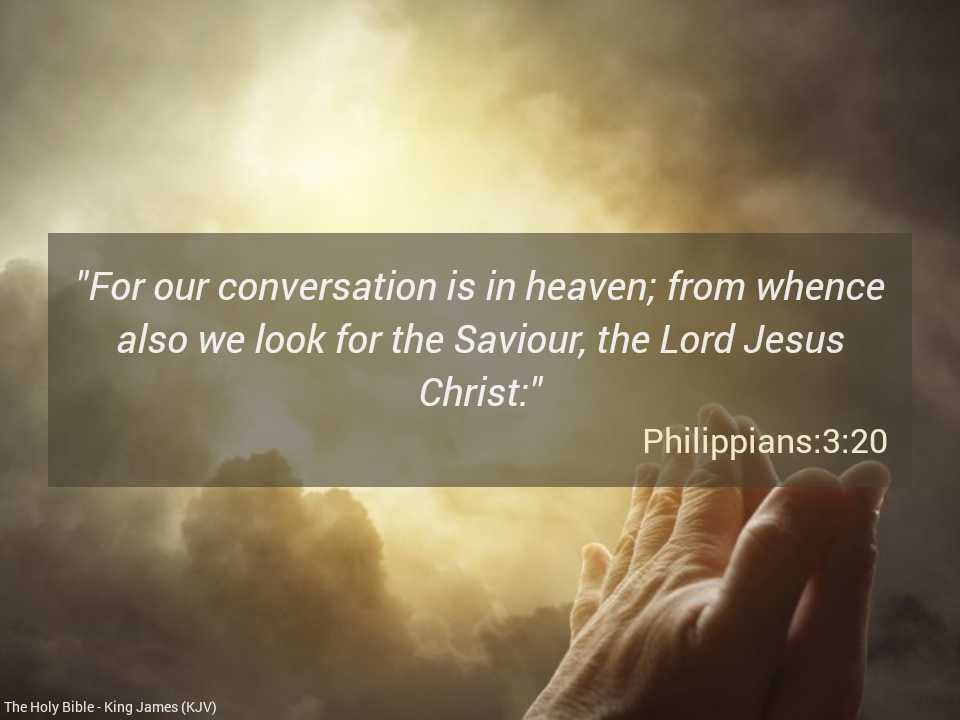 "For our conversation is in heaven; from whence
also we look for the Saviour, the Lord Jesus
Christ:"
Philippians:3:20
The Holy Bible - King James (KJV)